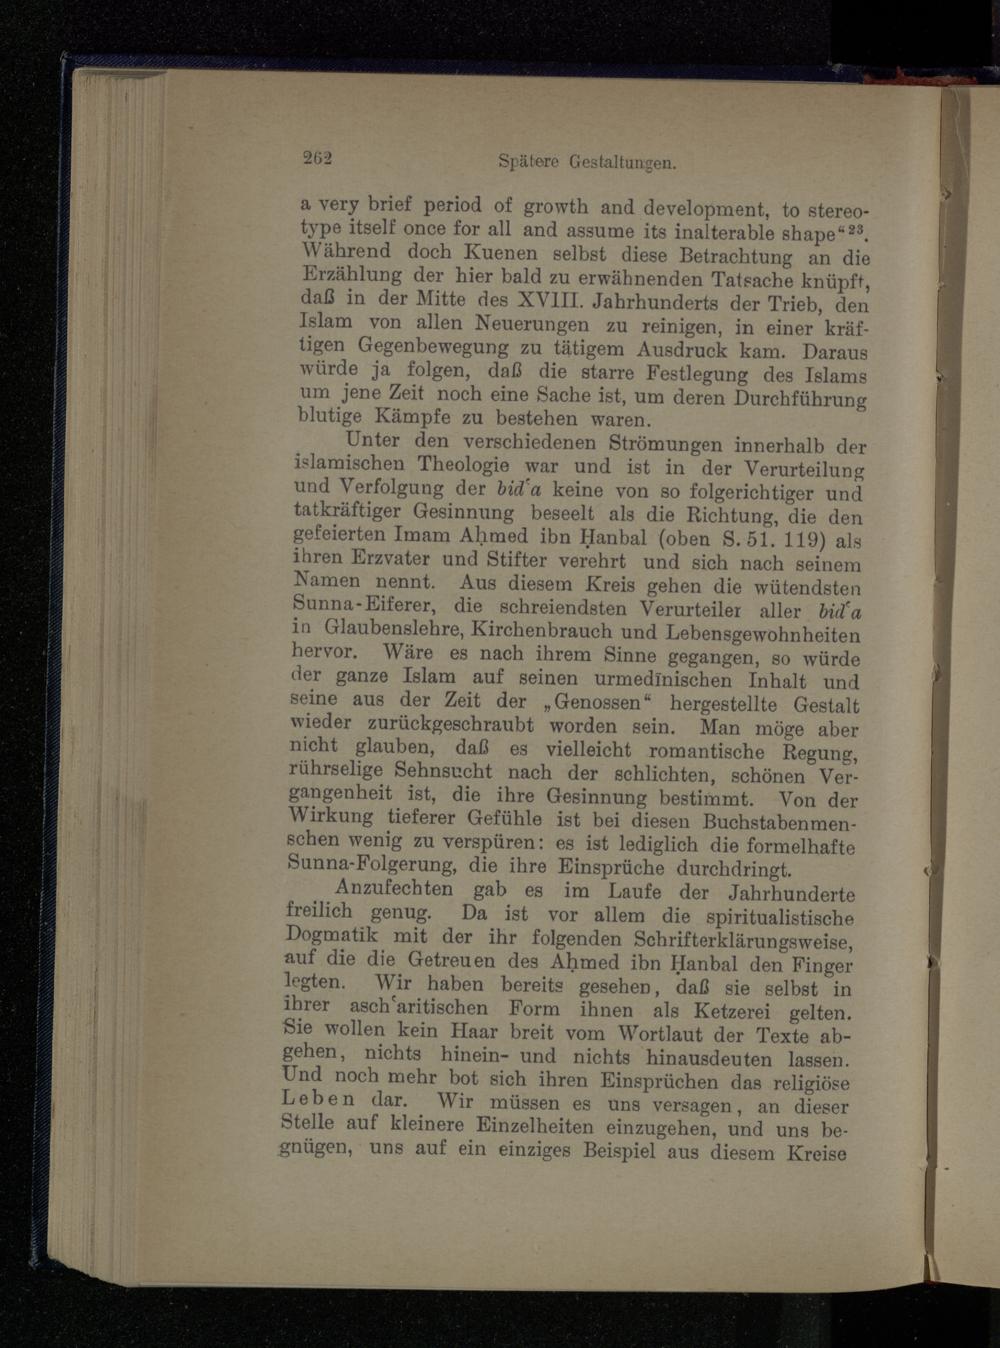 262
Spätere Gestaltungen.
a very brief period of growth and development, to stereo-
type itself once for all and assume its inalterable shape“²³.
Während doch Kuenen selbst diese Betrachtung an die
Erzählung der hier bald zu erwähnenden Tatsache knüpft,
daß in der Mitte des XVIII. Jahrhunderts der Trieb, den
Islam von allen Neuerungen zu reinigen, in einer kräf-
tigen Gegenbewegung zu tätigem Ausdruck kam. Daraus
würde ja folgen, daß die starre Festlegung des Islams
um jene Zeit noch eine Sache ist, um deren Durchführung
blutige Kämpfe zu bestehen waren.
Unter den verschiedenen Strömungen innerhalb der
islamischen Theologie war und ist in der Verurteilung
und Verfolgung der bidʿa keine von so folgerichtiger und
tatkräftiger Gesinnung beseelt als die Richtung, die den
gefeierten Imam Aḥmed ibn Ḥanbal (oben S. 51. 119) als
ihren Erzvater und Stifter verehrt und sich nach seinem
Namen nennt. Aus diesem Kreis gehen die wütendsten
Sunna-Eiferer, die schreiendsten Verurteiler aller bidʿa
in Glaubenslehre, Kirchenbrauch und Lebensgewohnheiten
hervor. Wäre es nach ihrem Sinne gegangen, so würde
der ganze Islam auf seinen urmedīnischen Inhalt und
seine aus der Zeit der „Genossen“ hergestellte Gestalt
wieder zurückgeschraubt worden sein. Man möge aber
nicht glauben, daß es vielleicht romantische Regung,
rührselige Sehnsucht nach der schlichten, schönen Ver-
gangenheit ist, die ihre Gesinnung bestimmt. Von der
Wirkung tieferer Gefühle ist bei diesen Buchstabenmen-
schen wenig zu verspüren: es ist lediglich die formelhafte
Sunna-Folgerung, die ihre Einsprüche durchdringt.
Anzufechten gab es im Laufe der Jahrhunderte
freilich genug. Da ist vor allem die spiritualistische
Dogmatik mit der ihr folgenden Schrifterklärungsweise,
auf die die Getreuen des Aḥmed ibn Ḥanbal den Finger
legten. Wir haben bereits gesehen, daß sie selbst in
ihrer aschʿaritischen Form ihnen als Ketzerei gelten.
Sie wollen kein Haar breit vom Wortlaut der Texte ab-
gehen, nichts hinein- und nichts hinausdeuten lassen.
Und noch mehr bot sich ihren Einsprüchen das religiöse
Leben dar. Wir müssen es uns versagen, an dieser
Stelle auf kleinere Einzelheiten einzugehen, und uns be-
gnügen, uns auf ein einziges Beispiel aus diesem Kreise